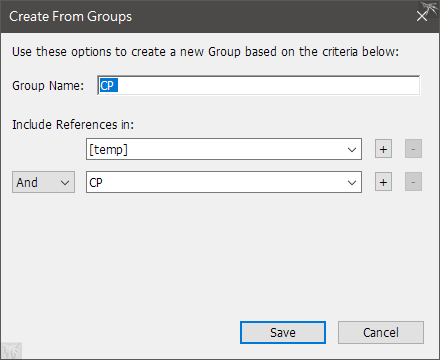 Create From Groups
Use these options to create a new Group based on the criteria below:
Group Name: CP
Include References in:
[temp] + -
And CP + -
Save Cancel